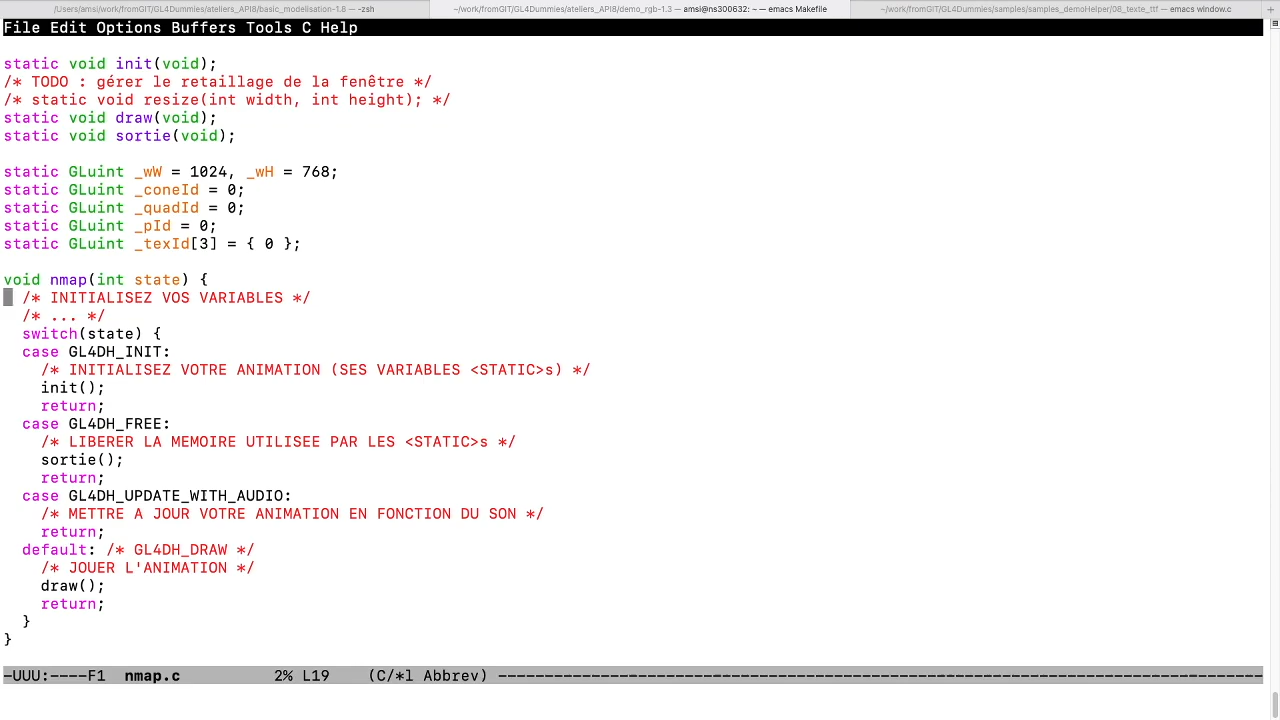 /Users/amsi/work/fromGIT/GL4Dummies/ateliers_API8/basic_modelisation-1.8 — -zsh
~/work/fromGIT/GL4Dummies/ateliers_API8/demo_rgb-1.3 — amsi@ns300632: ~ — emacs Makefile
~/work/fromGIT/GL4Dummies/samples/samples_demoHelper/08_texte_ttf — emacs window.c
File Edit Options Buffers Tools C Help
static void init(void);
/* TODO : gérer le retaillage de la fenêtre */
/* static void resize(int width, int height); */
static void draw(void);
static void sortie(void);
static GLuint _wW = 1024, _wH = 768;
static GLuint _coneId = 0;
static GLuint _quadId = 0;
static GLuint _pId = 0;
static GLuint _texId[3] = { 0 };
void nmap(int state) {
/* INITIALISEZ VOS VARIABLES */
/* ... */
switch(state) {
case GL4DH_INIT:
/* INITIALISEZ VOTRE ANIMATION (SES VARIABLES <STATIC>s) */
init();
return;
case GL4DH_FREE:
/* LIBERER LA MEMOIRE UTILISEE PAR LES <STATIC>s */
sortie();
return;
case GL4DH_UPDATE_WITH_AUDIO:
/* METTRE A JOUR VOTRE ANIMATION EN FONCTION DU SON */
return;
default: /* GL4DH_DRAW */
/* JOUER L'ANIMATION */
draw();
return;
}
}
-UUU:----F1  nmap.c          2% L19    (C/*l Abbrev) ----------------------------------------------------------------------------------